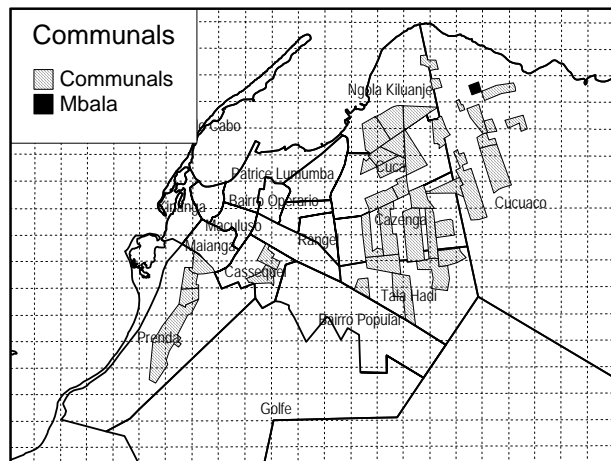 Communals
Communals
Mbala
Ngola Kiluanje
o Cabo
Patrice Lumumba
Cuca
Kinanga
Bairro Operario
Cucuaco
Maculuso
Cazenga
Maianga
Rangel
Cassequel
Tala Hadi
Prenda
Bairro Popular
Golfe